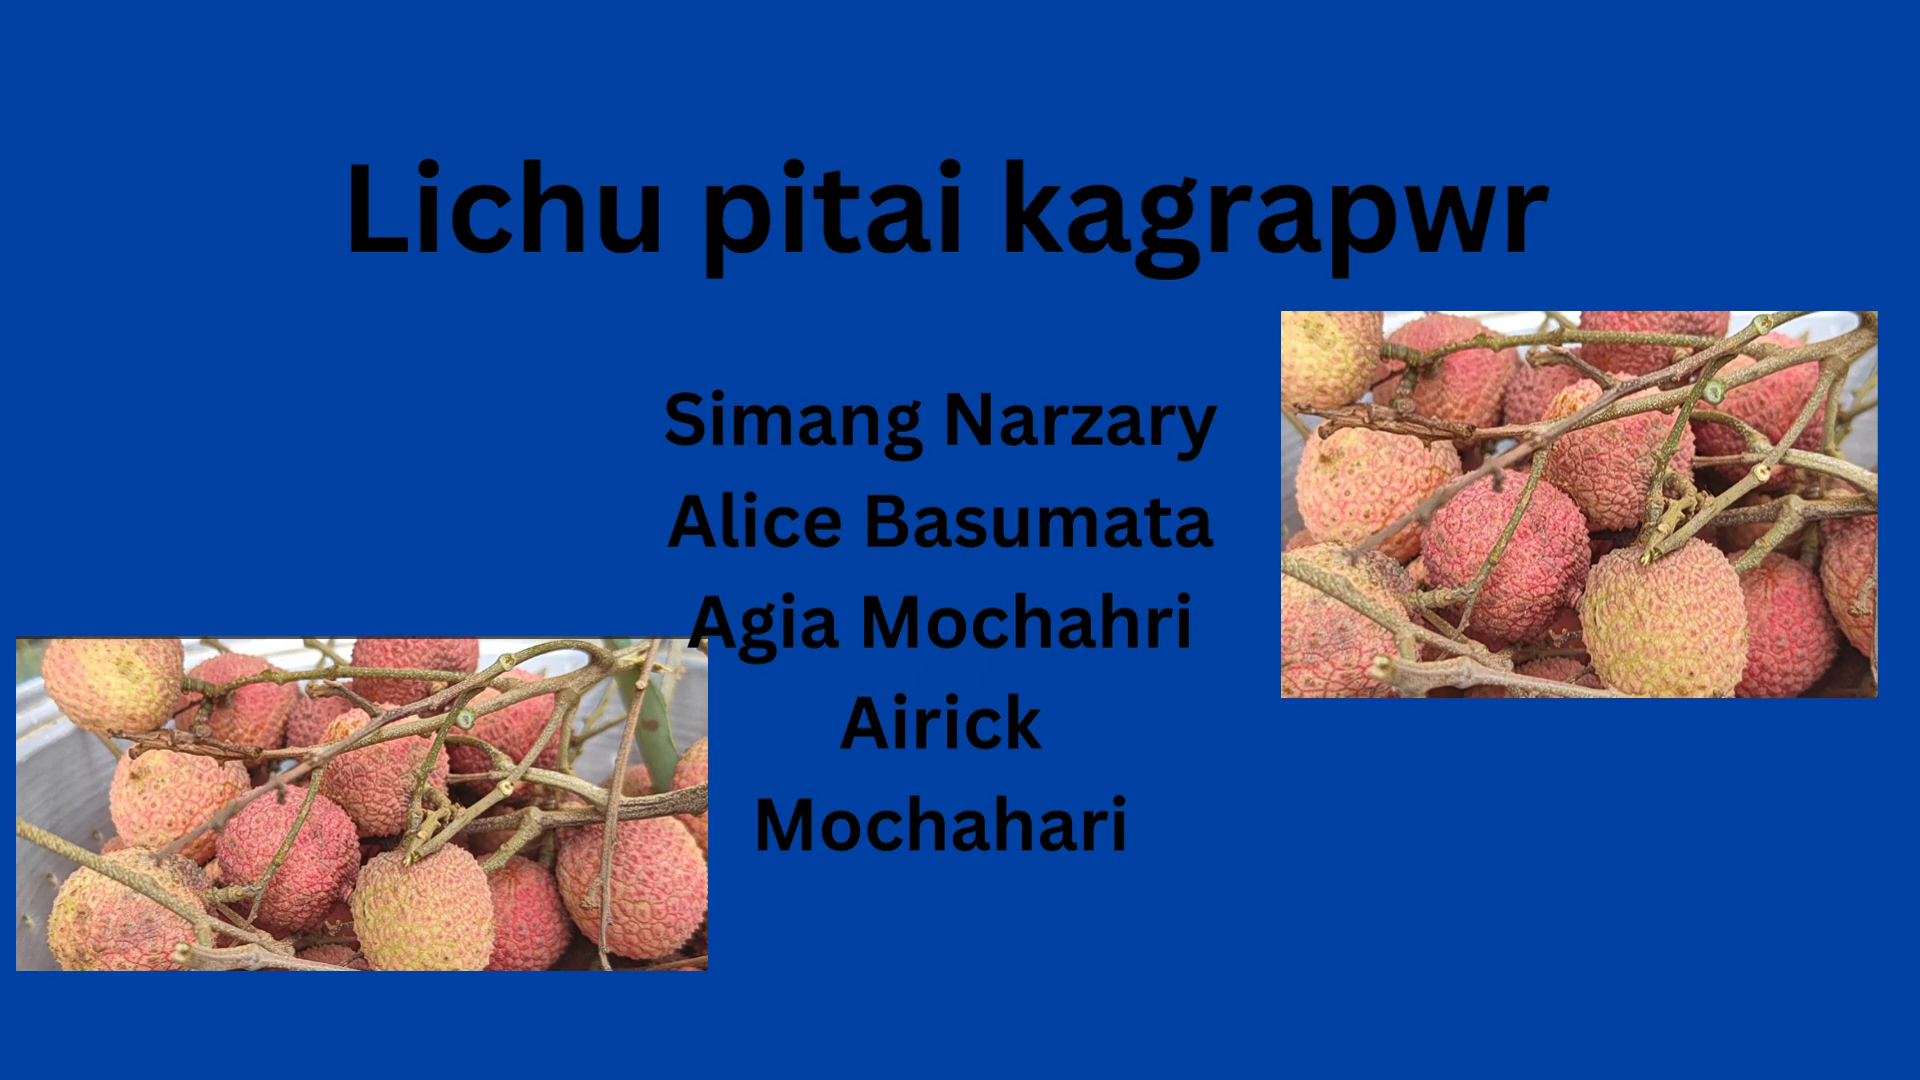 Lichu pitai kagrapwr
Simang Narzary
Alice Basumata
Agia Mochahri
Airick
Mochahari